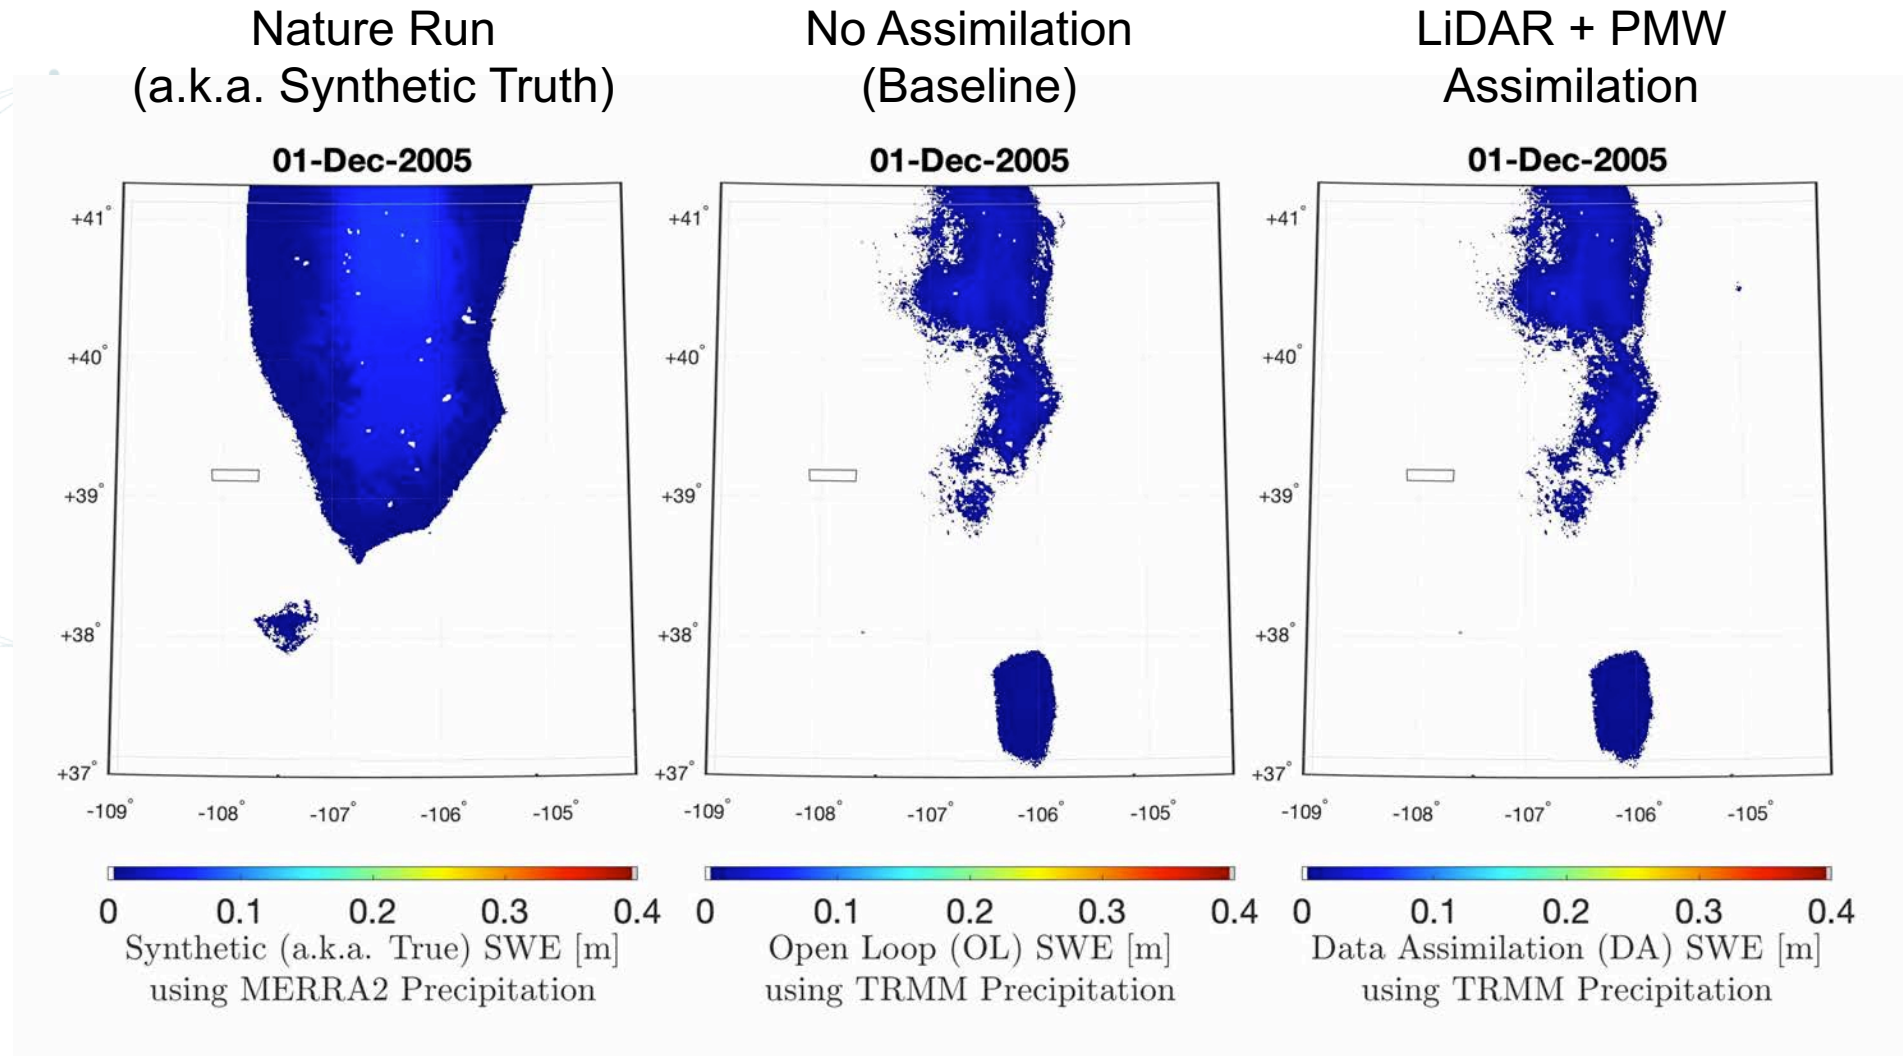 Nature Run
(a.k.a. Synthetic Truth)
No Assimilation
(Baseline)
LiDAR + PMW
Assimilation
01-Dec-2005
01-Dec-2005
01-Dec-2005
+41°
+40°
+39°
+38°
+37°
-109° -108° -107° -106° -105°
+41°
+40°
+39°
+38°
+37°
-109° -108° -107° -106° -105°
+41°
+40°
+39°
+38°
+37°
-109° -108° -107° -106° -105°
0 0.1 0.2 0.3 0.4
Synthetic (a.k.a. True) SWE [m]
using MERRA2 Precipitation
0 0.1 0.2 0.3 0.4
Open Loop (OL) SWE [m]
using TRMM Precipitation
0 0.1 0.2 0.3 0.4
Data Assimilation (DA) SWE [m]
using TRMM Precipitation